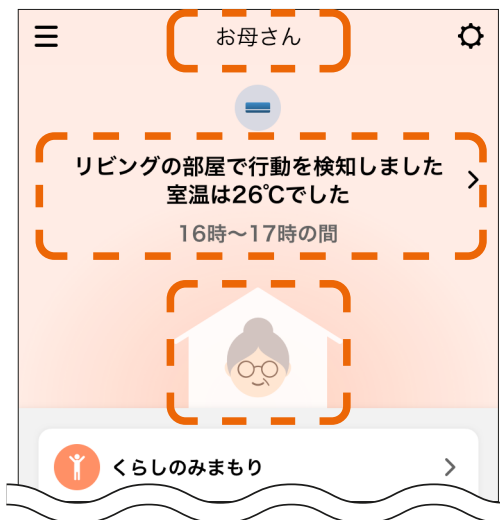 お母さん
リビングの部屋で行動を検知しました
室温は26℃でした
16時～17時の間
くらしのみまもり